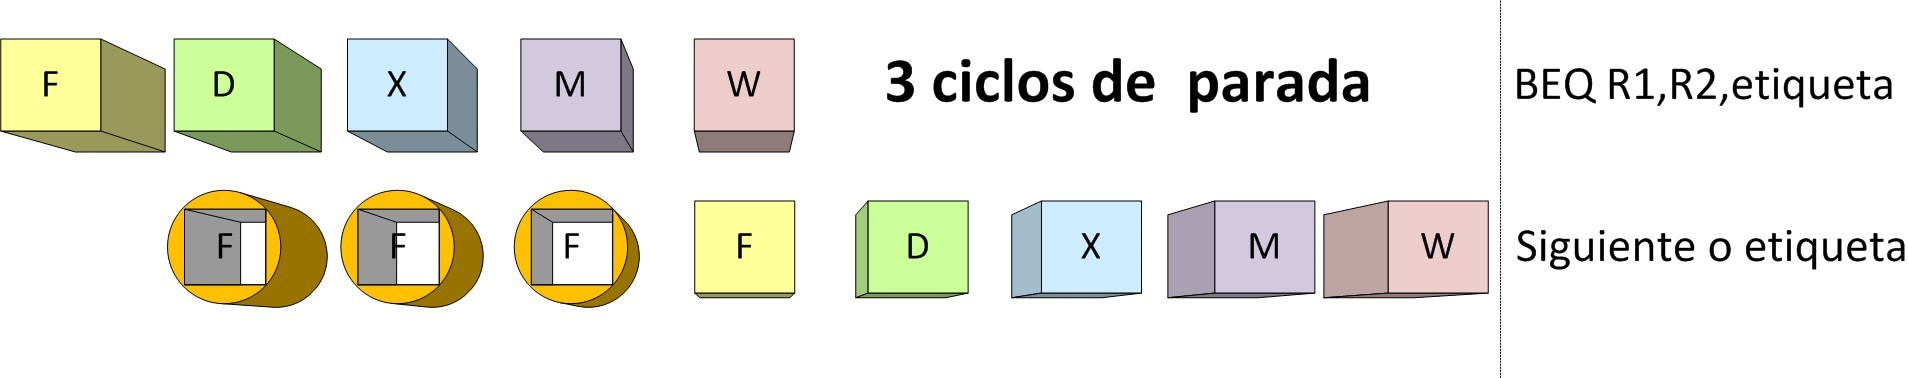 F D X M W 3 ciclos de parada BEQ R1,R2,etiqueta
F F F F D X M W Siguiente o etiqueta